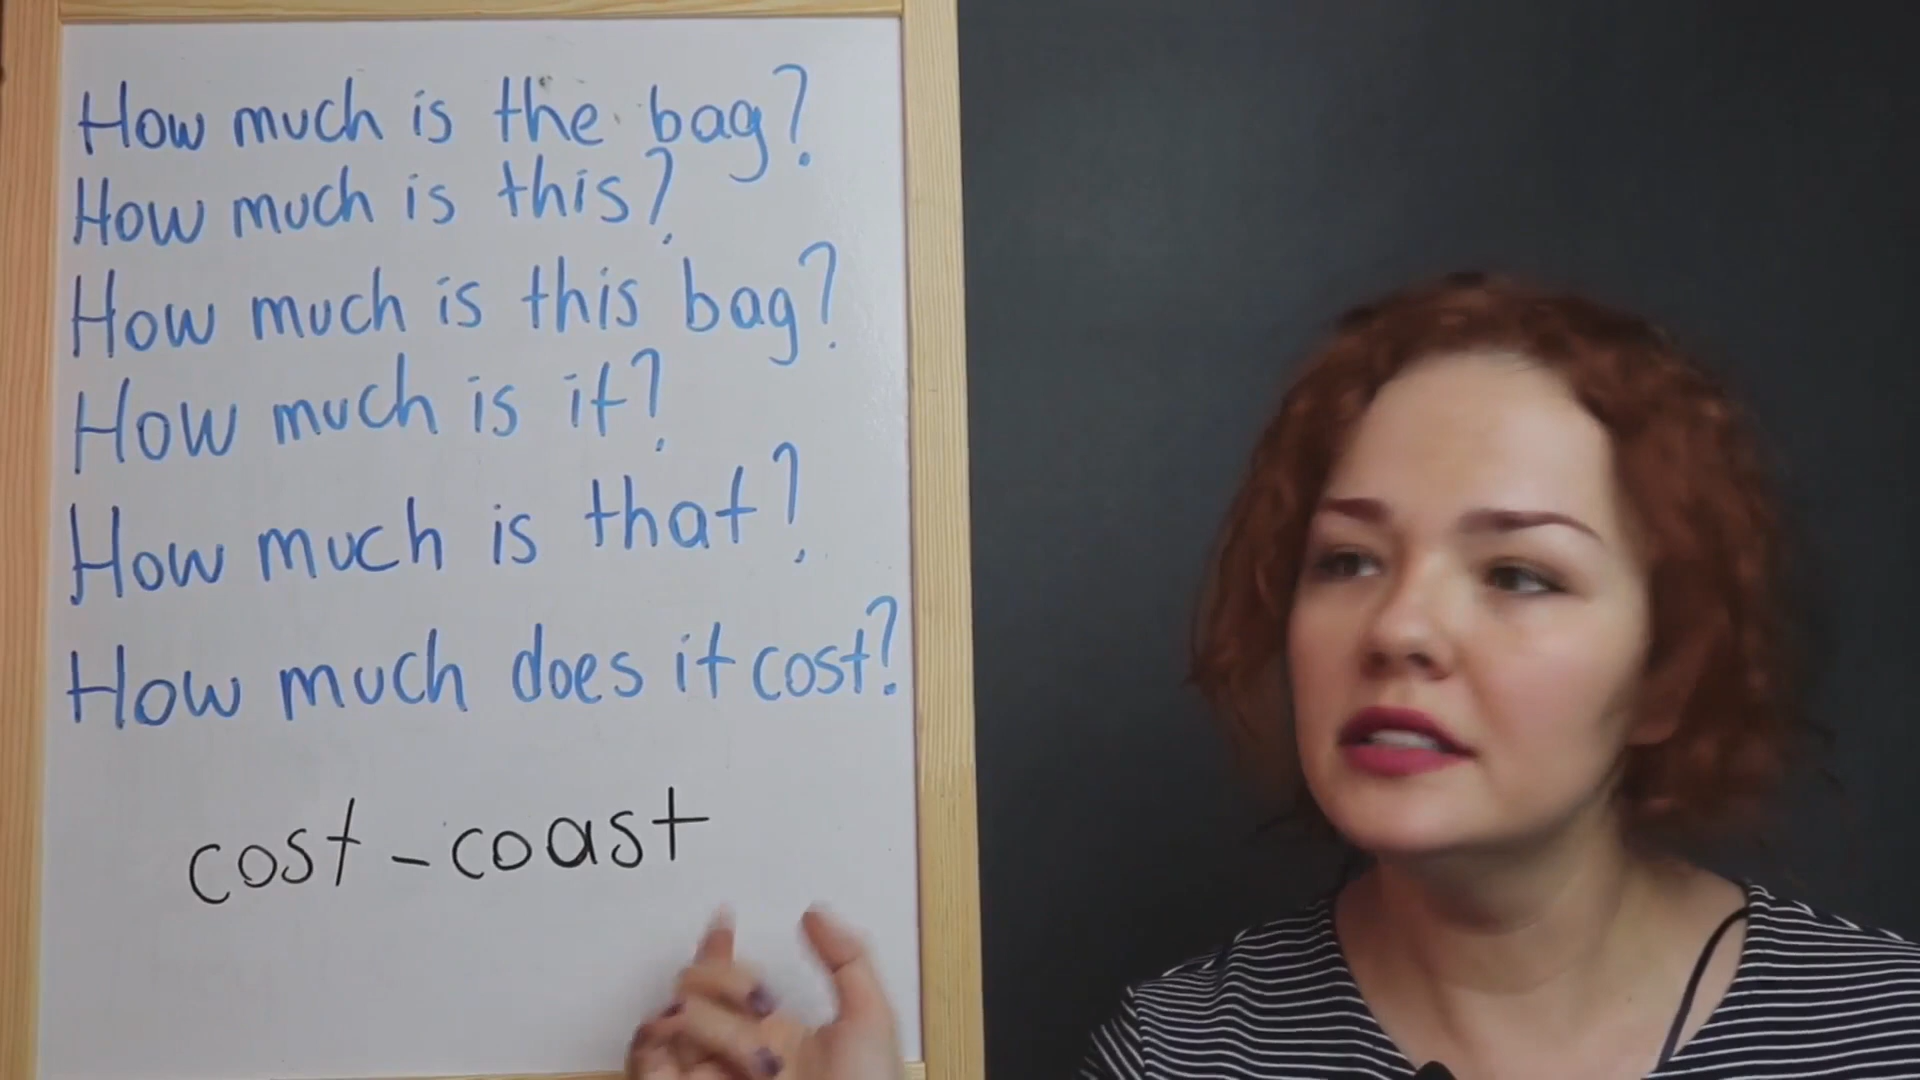 How much is the bag?
How much is this?
How much is this bag?
How much is it?
How much is that?
How much does it cost?
cost - coast